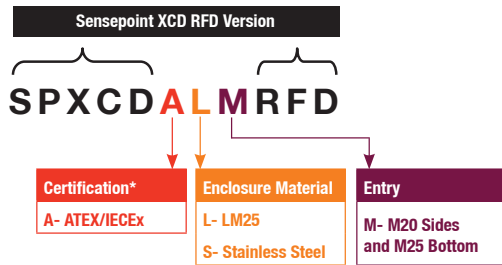 Sensepoint XCD RFD Version
SPXCDALMRFD
Certification*
A- ATEX/IECEx
Enclosure Material
L- LM25
S- Stainless Steel
Entry
M- M20 Sides
and M25 Bottom